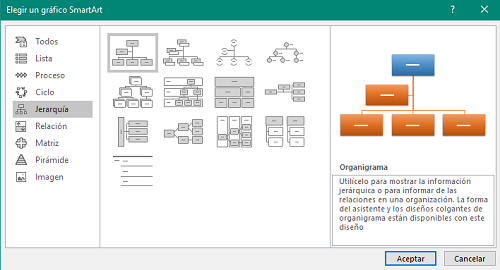 Elegir un gráfico SmartArt
?
Todos
Lista
Proceso
Ciclo
Jerarquía
Relación
Matriz
Pirámide
Imagen
Organigrama
Utilícelo para mostrar la información
jerárquica o para informar de las
relaciones en una organización. La forma
del asistente y los diseños colgantes de
organigrama están disponibles con este
diseño
Aceptar
Cancelar